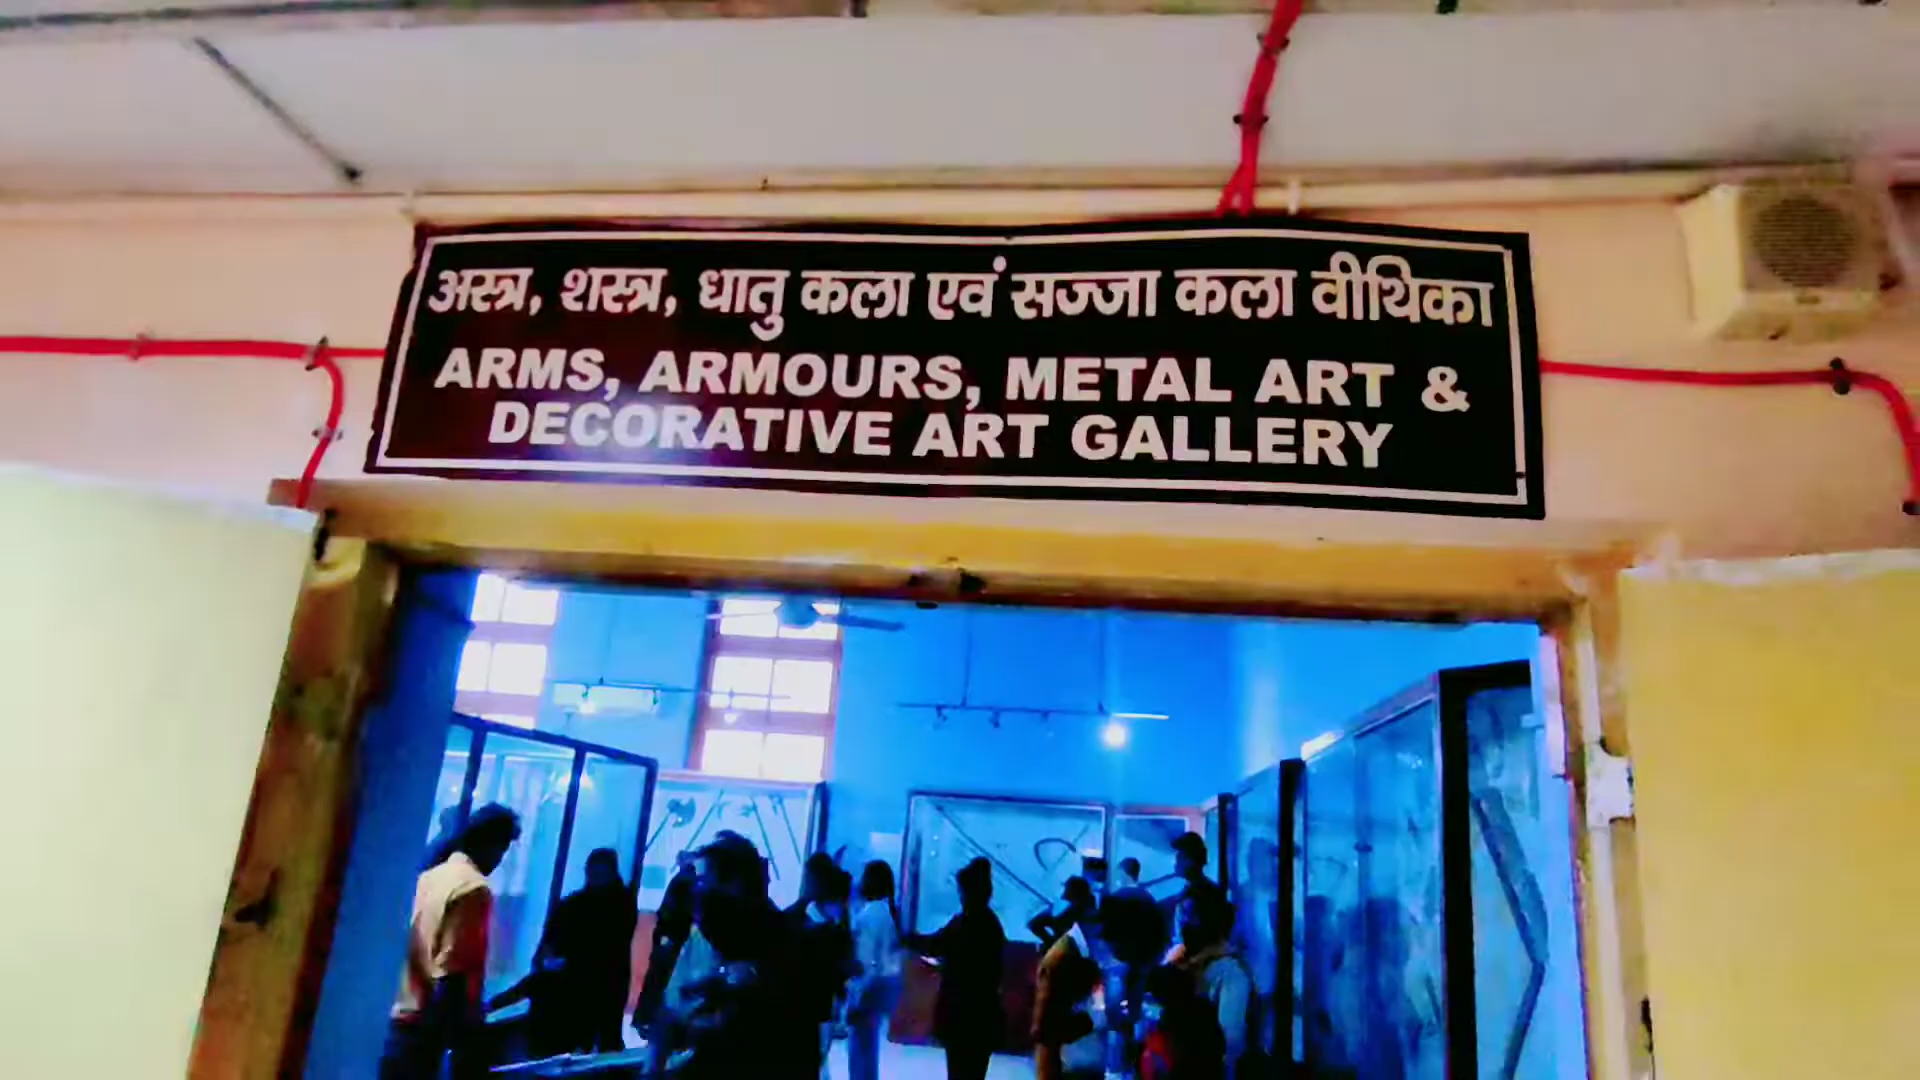 अस्त्र, शस्त्र, धातु कला एवं सज्जा कला वीथिका
ARMS, ARMOURS, METAL ART &
DECORATIVE ART GALLERY